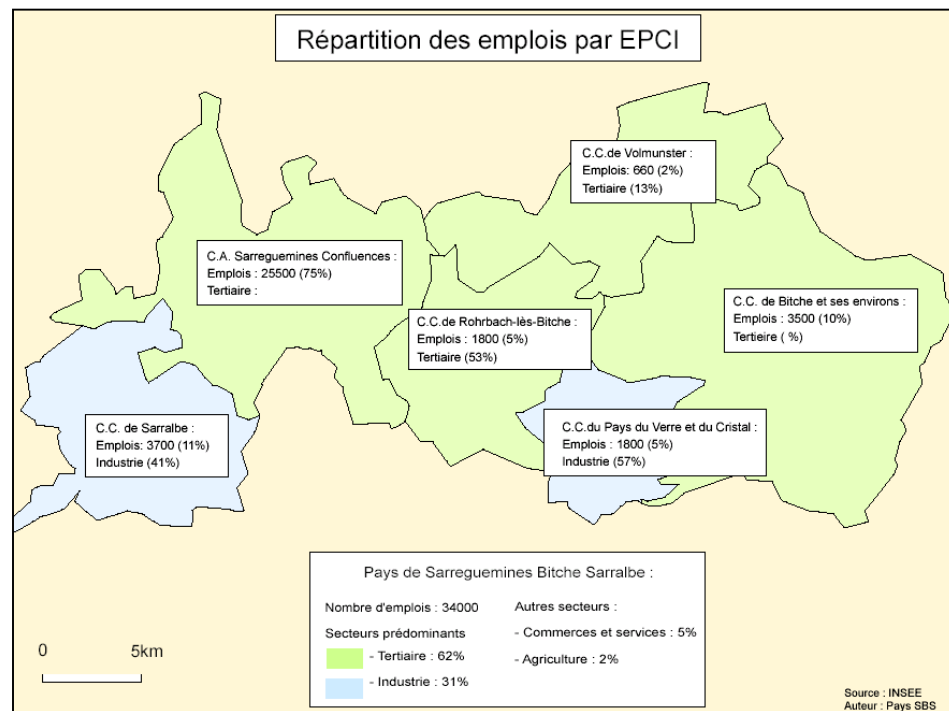 Répartition des emplois par EPCI
C.C.de Volmunster :
Emplois: 660 (2%)
Tertiaire (13%)
C.A. Sarreguemines Confluences :
Emplois : 25500 (75%)
Tertiaire :
C.C. de Bitche et ses environs :
Emplois : 3500 (10%)
Tertieire ( %)
C.C.de Rohrbach-lès-Bitche :
Emplois : 1800 (5%)
Tertiaire (53%)
C.C. de Sarralbe :
Emplois: 3700 (11%)
Industrie (41%)
C.C.du Pays du Verre et du Cristal :
Emplois : 1800 (5%)
Industrie (57%)
Pays de Sarreguemines Bitche Sarralbe :
Nombre d'emplois : 34000
Secteurs prédominants
- Tertiaire : 62%
- Industrie : 31%
Autres secteurs :
- Commerces et services : 5%
- Agriculture : 2%
0 5km
Source : INSEE
Auteur : Pays SBS